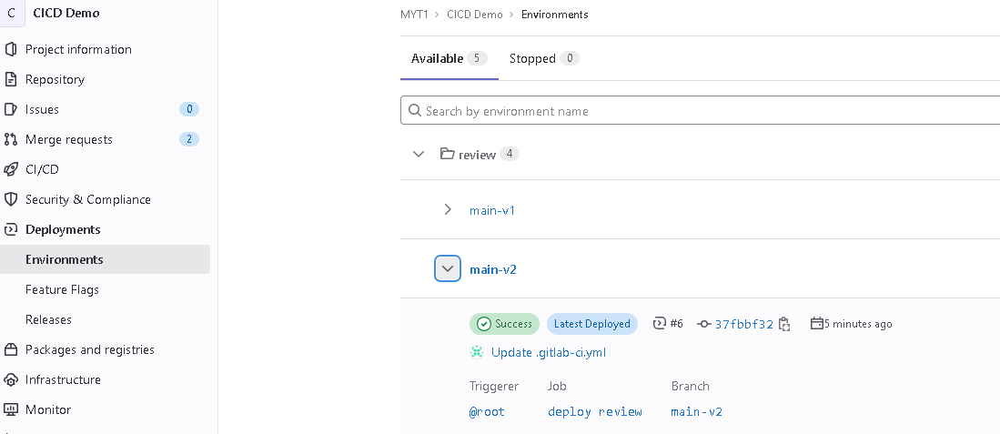 C CICD Demo
Project information
Repository
Issues 0
Merge requests 2
CI/CD
Security & Compliance
Deployments
Environments
Feature Flags
Releases
Packages and registries
Infrastructure
Monitor
MYT1 > CICD Demo > Environments
Available 5 Stopped 0
Search by environment name
review 4
main-v1
main-v2
Success Latest Deployed #6 37fbbf32 5 minutes ago
Update .gitlab-ci.yml
Triggerer Job Branch
@root deploy review main-v2